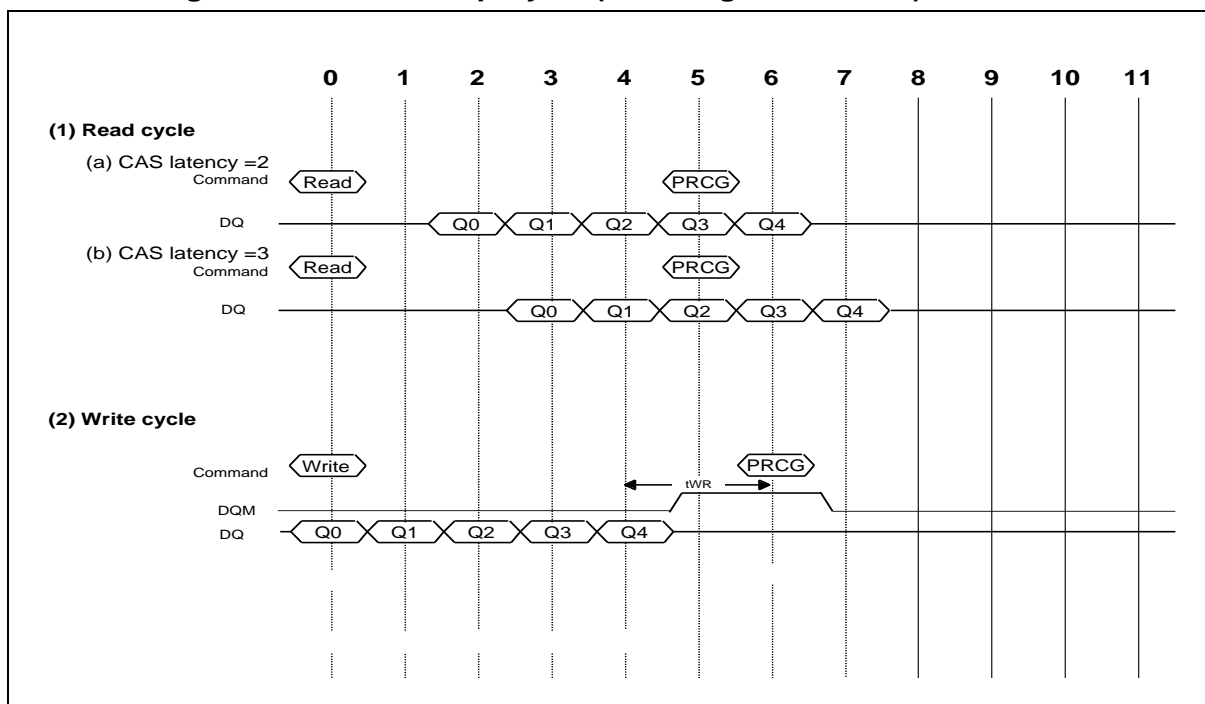 0 1 2 3 4 5 6 7 8 9 10 11
(1) Read cycle
(a) CAS latency =2
Command Read PRCG
DQ Q0 Q1 Q2 Q3 Q4
(b) CAS latency =3
Command Read PRCG
DQ Q0 Q1 Q2 Q3 Q4
(2) Write cycle
Command Write PRCG
tWR
DQM
DQ Q0 Q1 Q2 Q3 Q4